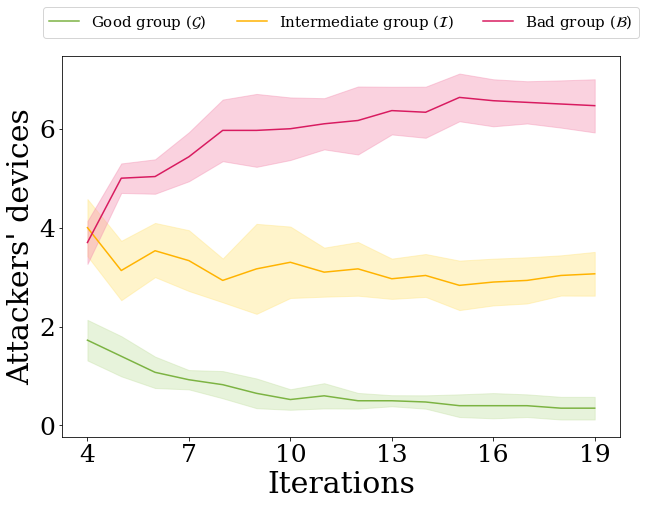 Good group (𝒢) Intermediate group (ℐ) Bad group (ℬ)
Attackers' devices
6
4
2
0
4 7 10 13 16 19
Iterations